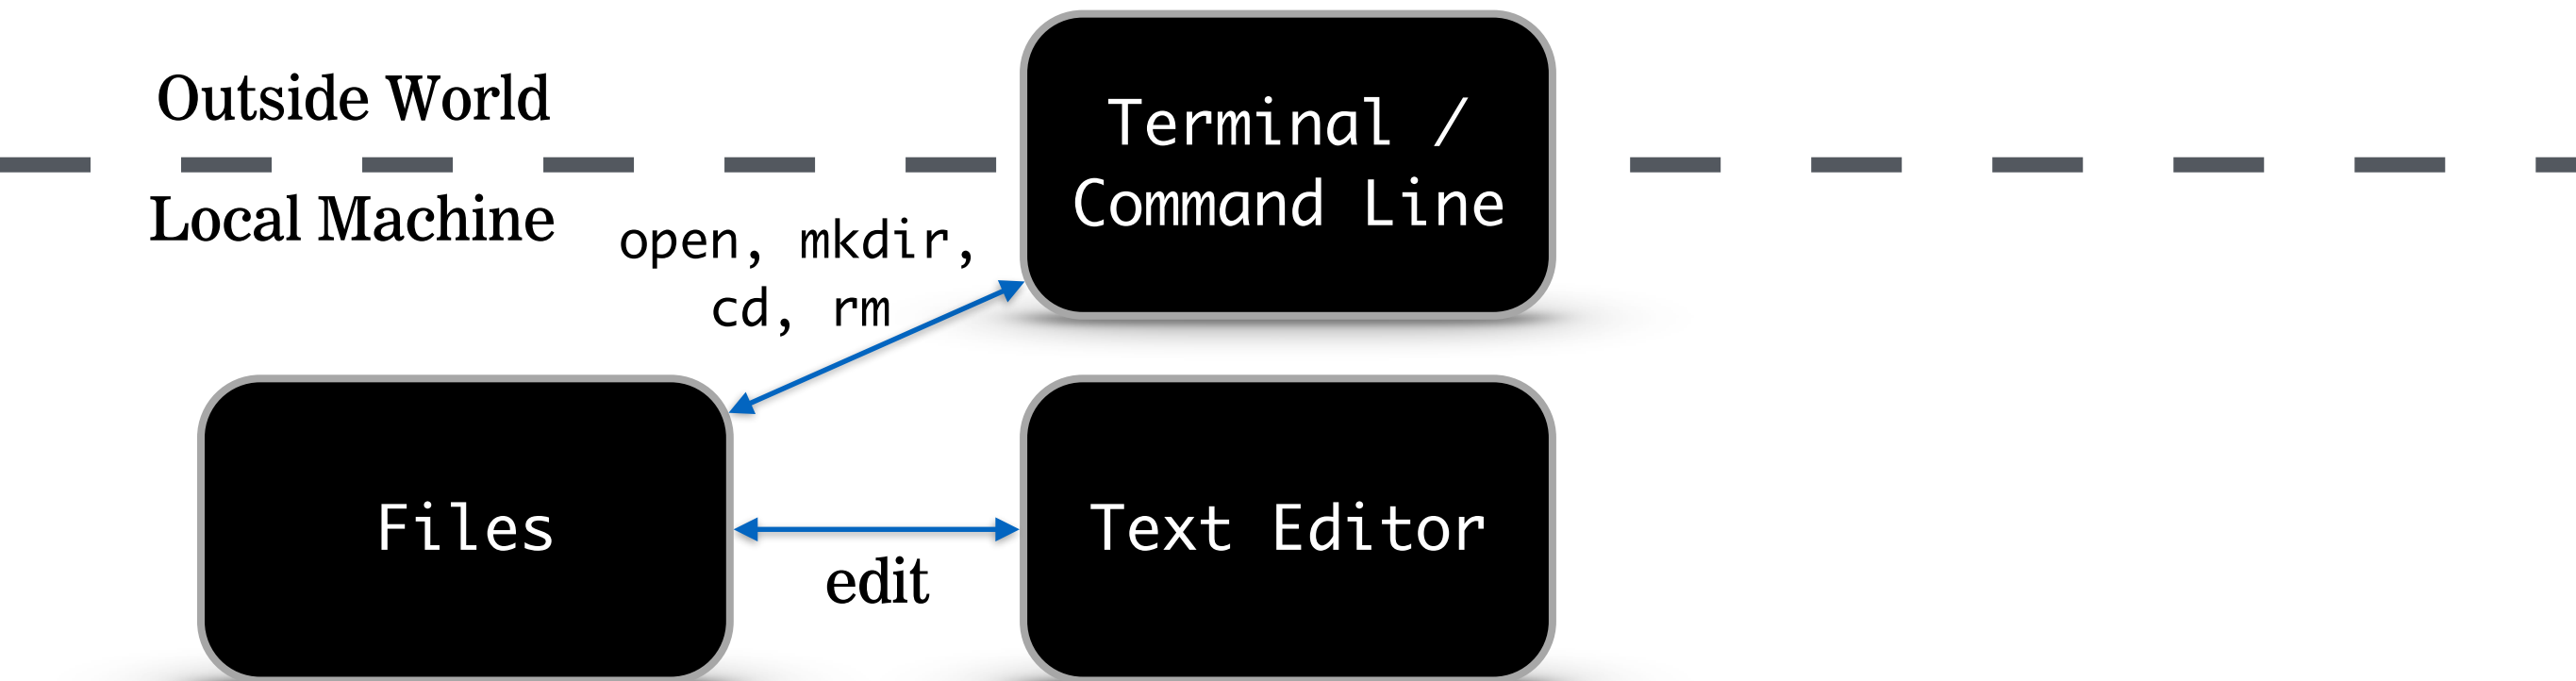 Outside World
Terminal /
Command Line
Local Machine
open, mkdir,
cd, rm
Files
Text Editor
edit